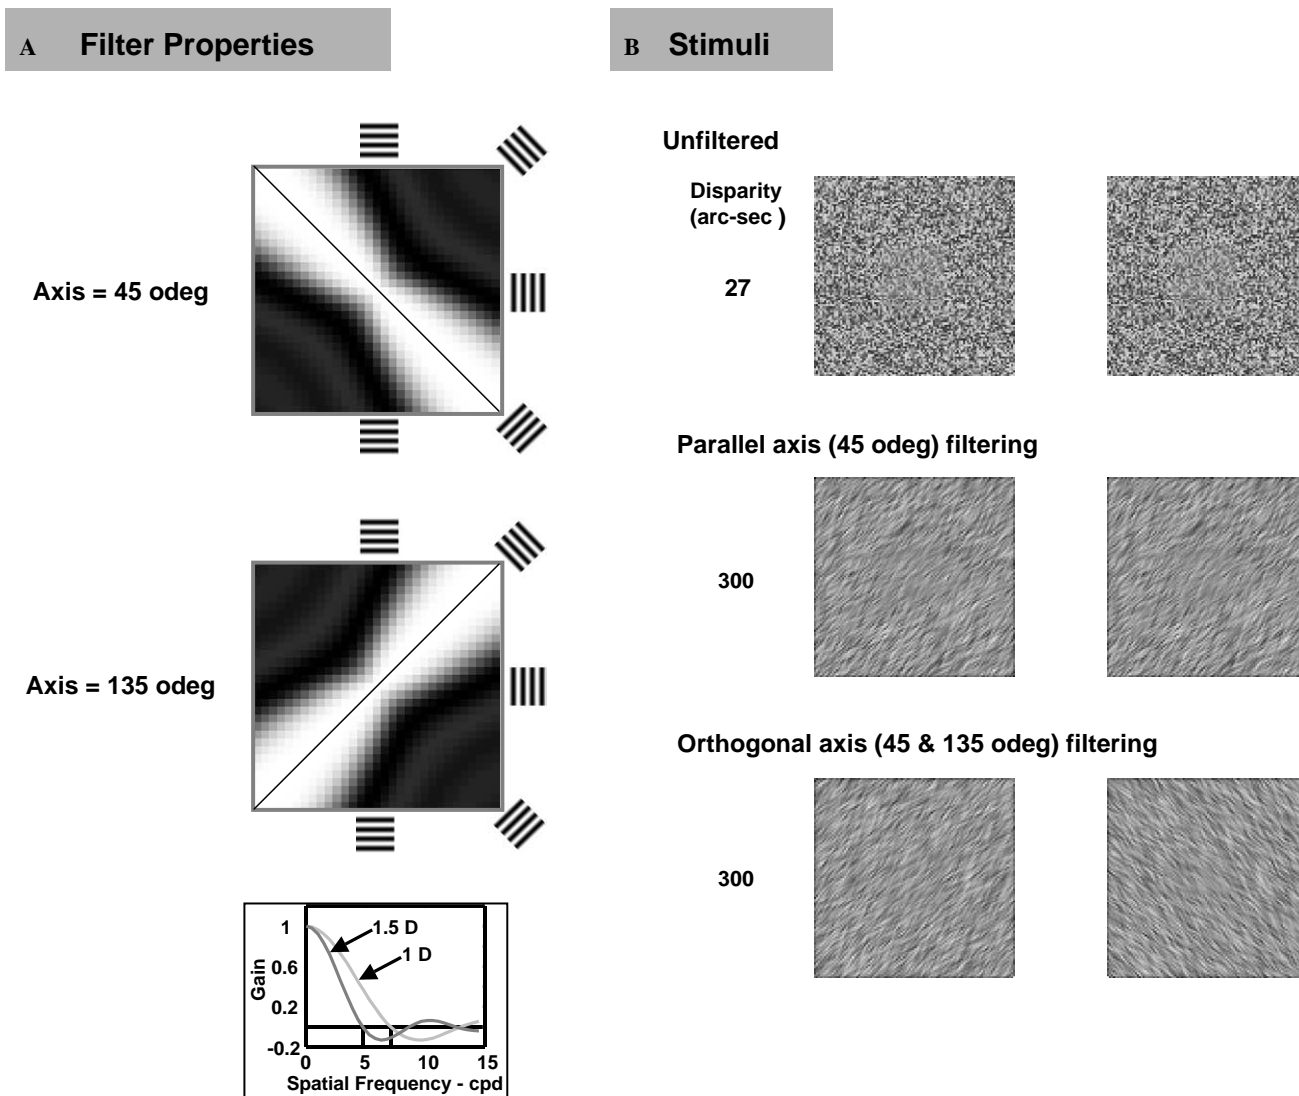 A Filter Properties
Axis = 45 odeg
Axis = 135 odeg
1
0.6
0.2
-0.2
Gain
1.5 D
1 D
0 5 10 15
Spatial Frequency - cpd
B Stimuli
Unfiltered
Disparity
(arc-sec )
27
Parallel axis (45 odeg) filtering
300
Orthogonal axis (45 & 135 odeg) filtering
300